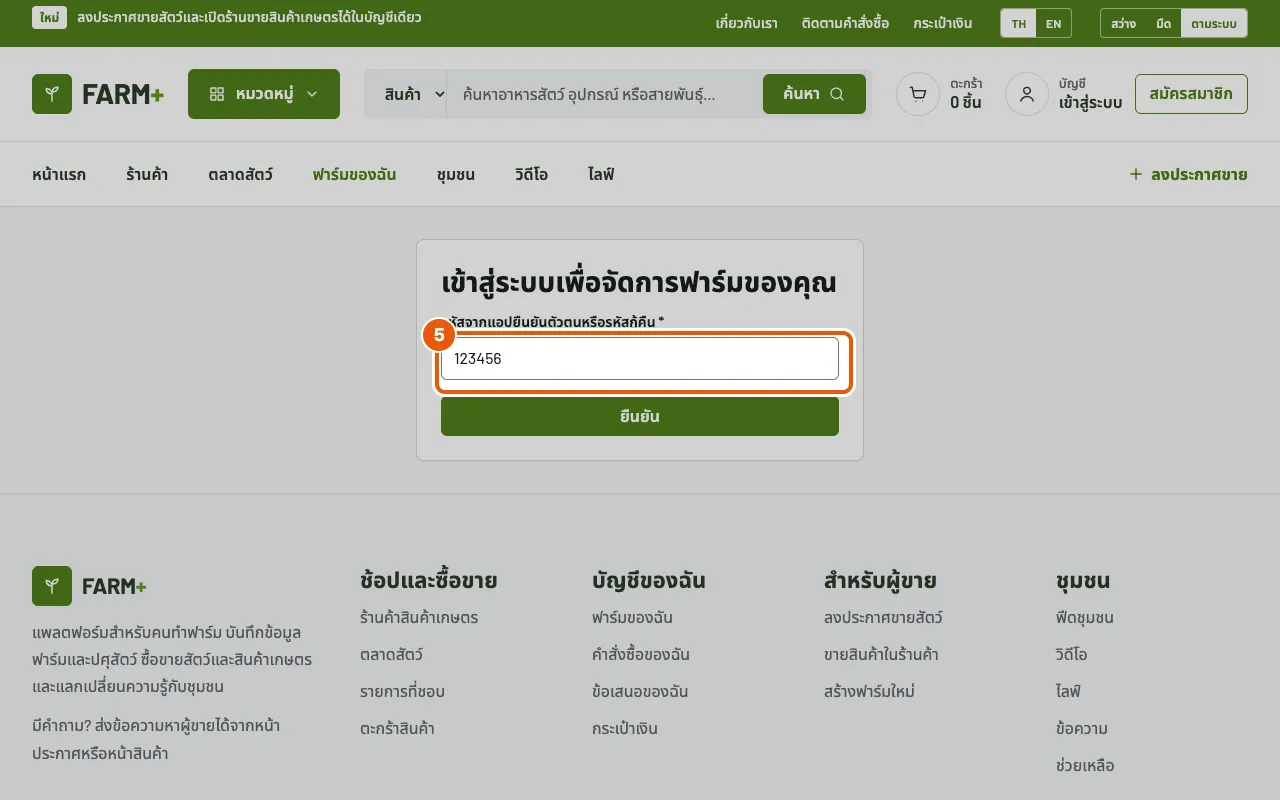 ใหม่ ลงประกาศขายสัตว์และเปิดร้านขายสินค้าเกษตรได้ในบัญชีเดียว
เกี่ยวกับเรา ติดตามคำสั่งซื้อ กระเป๋าเงิน TH EN สว่าง มืด ตามระบบ
FARM+ หมวดหมู่ สินค้า ค้นหาอาหารสัตว์ อุปกรณ์ หรือสายพันธุ์... ค้นหา
ตะกร้า
0 ชิ้น
บัญชี
เข้าสู่ระบบ
สมัครสมาชิก
หน้าแรก ร้านค้า ตลาดสัตว์ ฟาร์มของฉัน ชุมชน วิดีโอ ไลฟ์ + ลงประกาศขาย
เข้าสู่ระบบเพื่อจัดการฟาร์มของคุณ
จากแอปยืนยันตัวตนหรือรหัสกู้คืน *
5
123456
ยืนยัน
FARM+
แพลตฟอร์มสำหรับคนทำฟาร์ม บันทึกข้อมูล
ฟาร์มและปศุสัตว์ ซื้อขายสัตว์และสินค้าเกษตร
และแลกเปลี่ยนความรู้กับชุมชน
มีคำถาม? ส่งข้อความหาผู้ขายได้จากหน้า
ประกาศหรือหน้าสินค้า
ช้อปและซื้อขาย
ร้านค้าสินค้าเกษตร
ตลาดสัตว์
รายการที่ชอบ
ตะกร้าสินค้า
บัญชีของฉัน
ฟาร์มของฉัน
คำสั่งซื้อของฉัน
ข้อเสนอของฉัน
กระเป๋าเงิน
สำหรับผู้ขาย
ลงประกาศขายสัตว์
ขายสินค้าในร้านค้า
สร้างฟาร์มใหม่
ชุมชน
ฟีดชุมชน
วิดีโอ
ไลฟ์
ข้อความ
ช่วยเหลือ